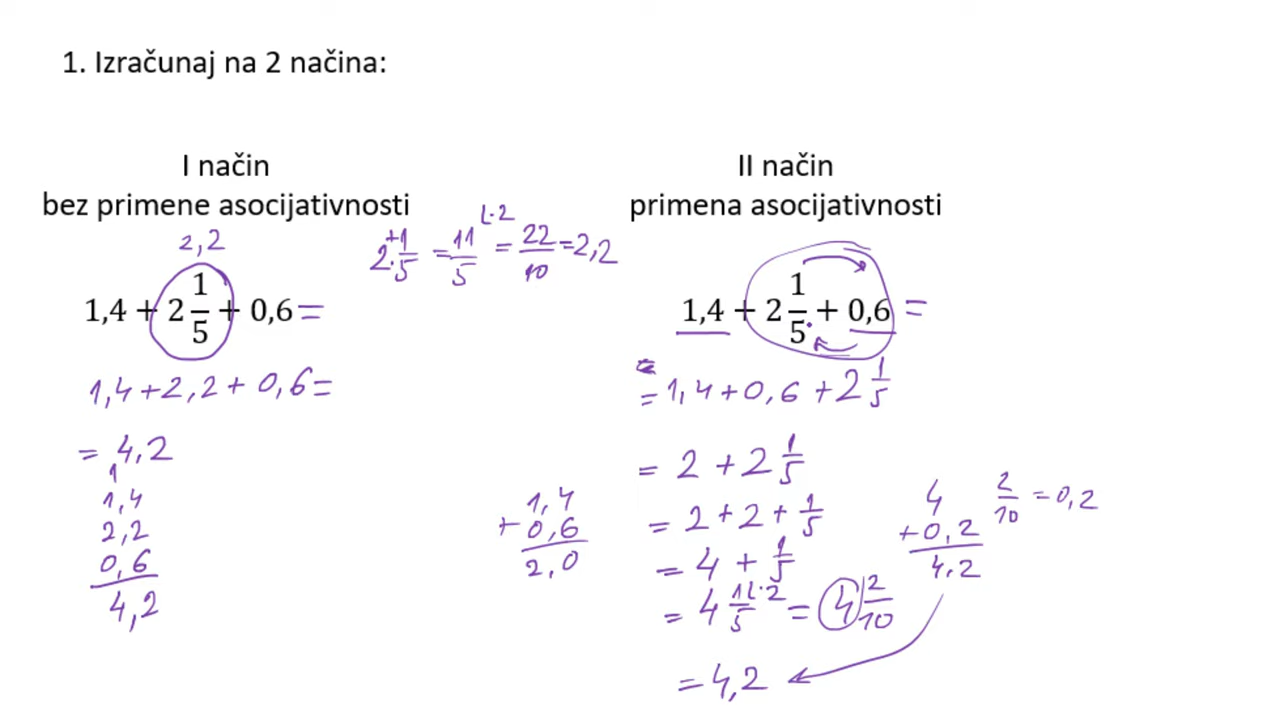 1. Izračunaj na 2 načina:
I način
bez primene asocijativnosti
2,2
1,4 + 2 1/5 + 0,6 =
1,4 + 2,2 + 0,6 =
= 4,2
1
1,4
2,2
0,6
4,2
2 · +1/5 = 11/5 L·2 = 22/10 = 2,2
1,4
+ 0,6
2,0
II način
primena asocijativnosti
1,4 + 2 1/5 + 0,6 =
= 1,4 + 0,6 + 2 1/5
= 2 + 2 1/5
= 2 + 2 + 1/5
= 4 + 1/5
= 4 1/5 L·2 = 4 2/10
= 4,2
4
+ 0,2
4,2
2/10 = 0,2